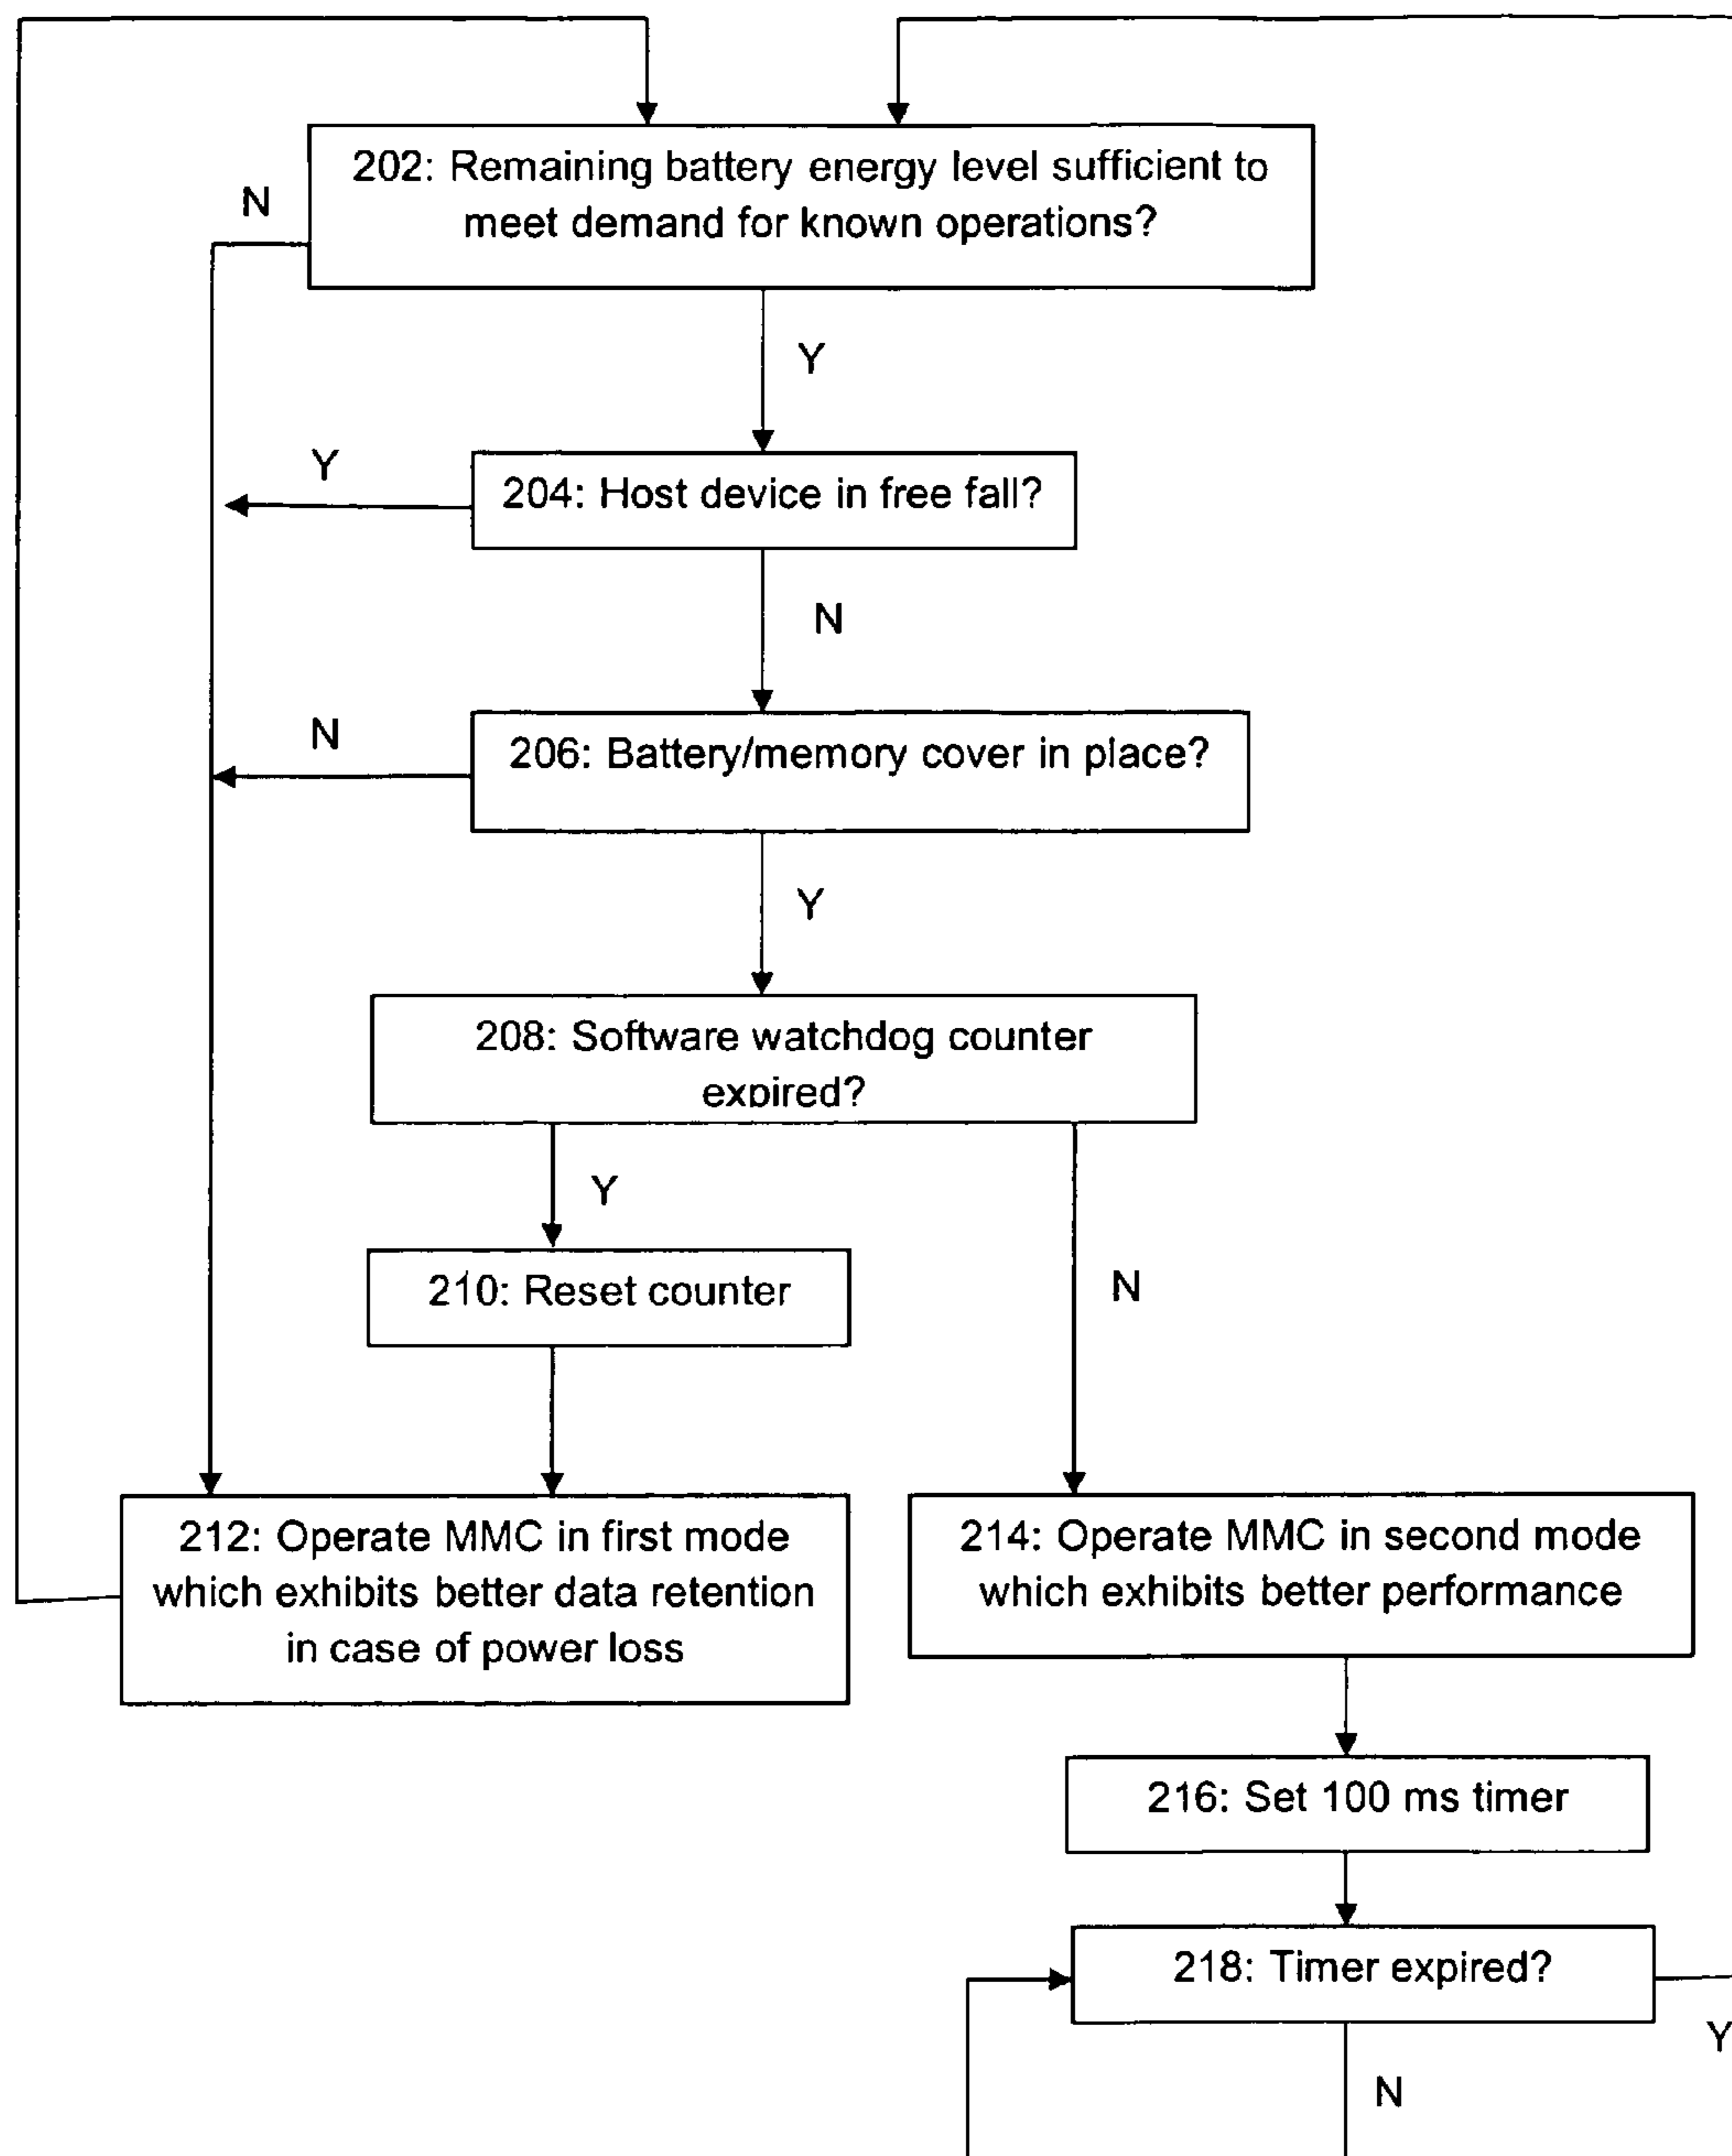 202: Remaining battery energy level sufficient to
meet demand for known operations?
N
Y
204: Host device in free fall?
Y
N
206: Battery/memory cover in place?
N
Y
208: Software watchdog counter
expired?
Y
N
210: Reset counter
212: Operate MMC in first mode
which exhibits better data retention
in case of power loss
214: Operate MMC in second mode
which exhibits better performance
216: Set 100 ms timer
218: Timer expired?
Y
N